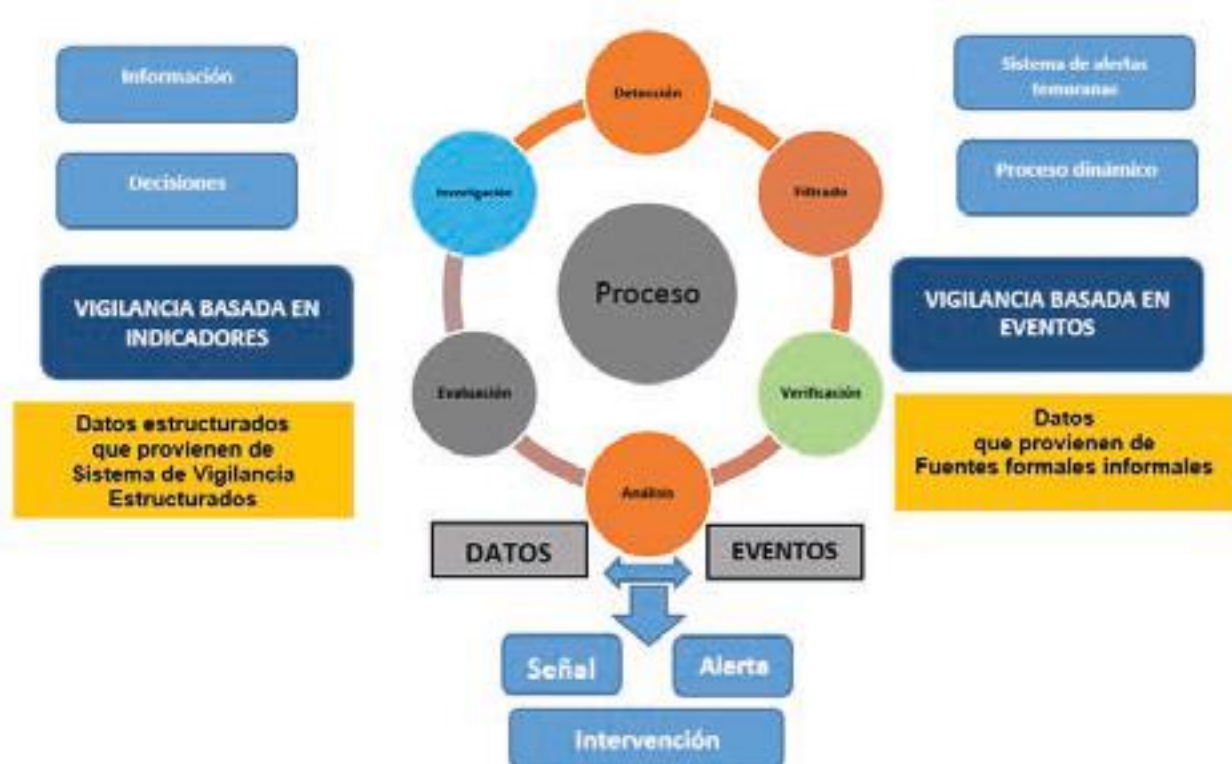 Información
Decisiones
VIGILANCIA BASADA EN
INDICADORES
Datos estructurados
que provienen de
Sistema de Vigilancia
Estructurados
Detección
Filtrado
Verificación
Análisis
Evaluación
Investigación
Proceso
DATOS
EVENTOS
Señal
Alerta
Intervención
Sistema de alertas
temoranas
Proceso dinámico
VIGILANCIA BASADA EN
EVENTOS
Datos
que provienen de
Fuentes formales informales